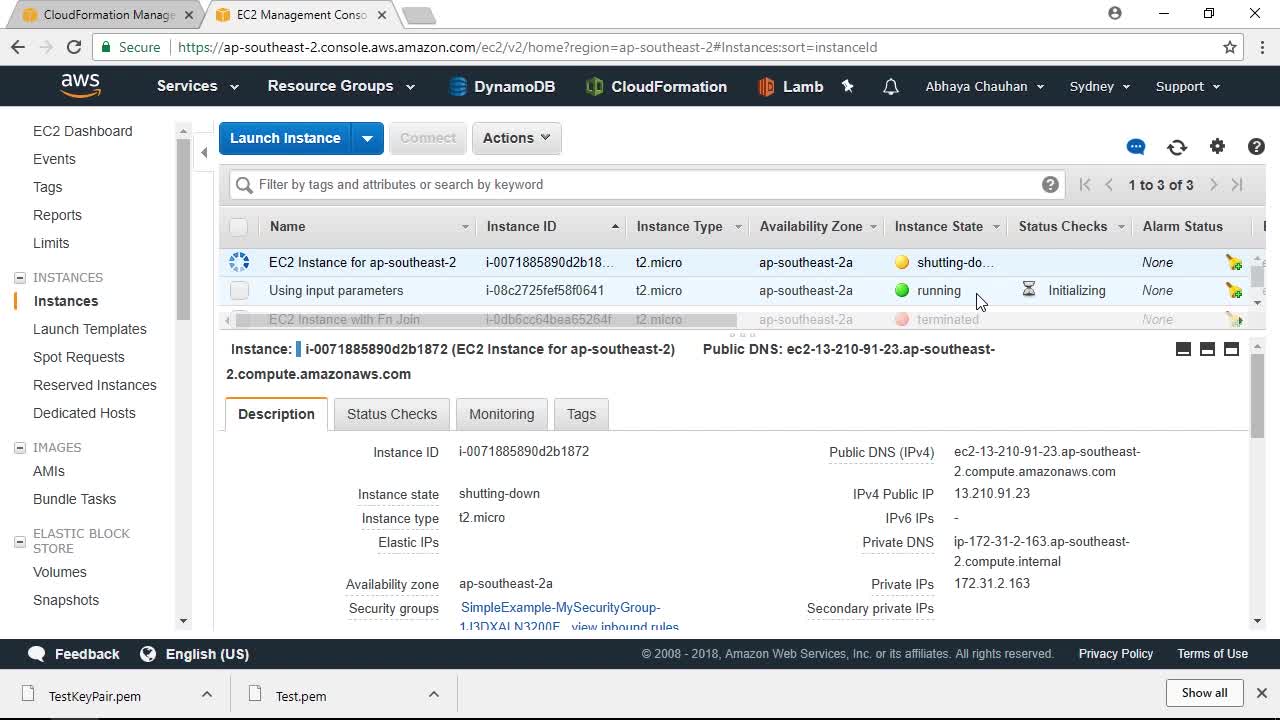 CloudFormation Manage
EC2 Management Conso
Secure
https://ap-southeast-2.console.aws.amazon.com/ec2/v2/home?region=ap-southeast-2#Instances:sort=instanceId
aws
Services
Resource Groups
DynamoDB
CloudFormation
Lamb
Abhaya Chauhan
Sydney
Support
EC2 Dashboard
Events
Tags
Reports
Limits
INSTANCES
Instances
Launch Templates
Spot Requests
Reserved Instances
Dedicated Hosts
IMAGES
AMIs
Bundle Tasks
ELASTIC BLOCK
STORE
Volumes
Snapshots
Launch Instance
Connect
Actions
Filter by tags and attributes or search by keyword
1 to 3 of 3
Name Instance ID Instance Type Availability Zone Instance State Status Checks Alarm Status
EC2 Instance for ap-southeast-2 i-0071885890d2b18... t2.micro ap-southeast-2a shutting-do... None
Using input parameters i-08c2725fef58f0641 t2.micro ap-southeast-2a running Initializing None
EC2 Instance with Fn Join i-0db6cc64bea65264f t2.micro ap-southeast-2a terminated None
Instance: i-0071885890d2b1872 (EC2 Instance for ap-southeast-2) Public DNS: ec2-13-210-91-23.ap-southeast-
2.compute.amazonaws.com
Description
Status Checks
Monitoring
Tags
Instance ID i-0071885890d2b1872
Instance state shutting-down
Instance type t2.micro
Elastic IPs
Availability zone ap-southeast-2a
Security groups SimpleExample-MySecurityGroup-
view inbound rules
Public DNS (IPv4) ec2-13-210-91-23.ap-southeast-
2.compute.amazonaws.com
IPv4 Public IP 13.210.91.23
IPv6 IPs -
Private DNS ip-172-31-2-163.ap-southeast-
2.compute.internal
Private IPs 172.31.2.163
Secondary private IPs
Feedback
English (US)
© 2008 - 2018, Amazon Web Services, Inc. or its affiliates. All rights reserved.
Privacy Policy
Terms of Use
TestKeyPair.pem
Test.pem
Show all